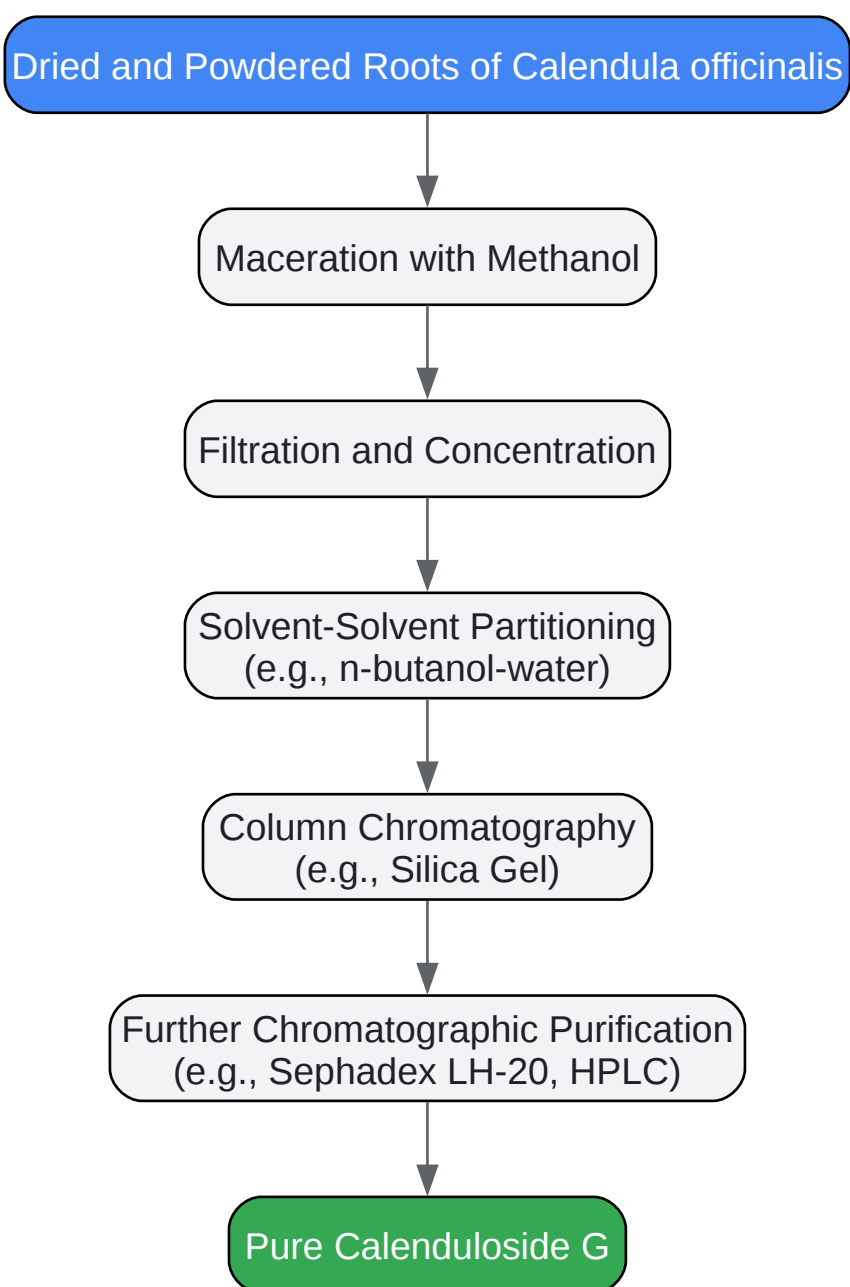 Dried and Powdered Roots of Calendula officinalis
Maceration with Methanol
Filtration and Concentration
Solvent-Solvent Partitioning
(e.g., n-butanol-water)
Column Chromatography
(e.g., Silica Gel)
Further Chromatographic Purification
(e.g., Sephadex LH-20, HPLC)
Pure Calenduloside G